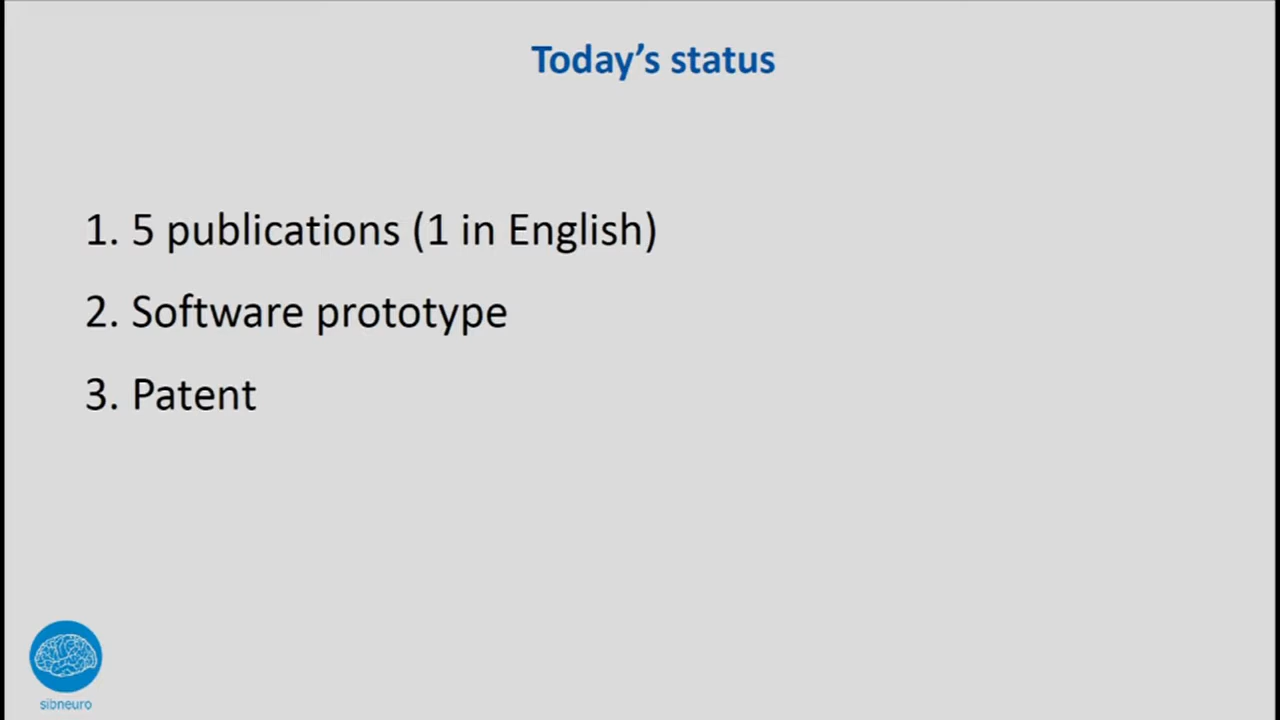 Today’s status
1. 5 publications (1 in English)
2. Software prototype
3. Patent
sibneuro